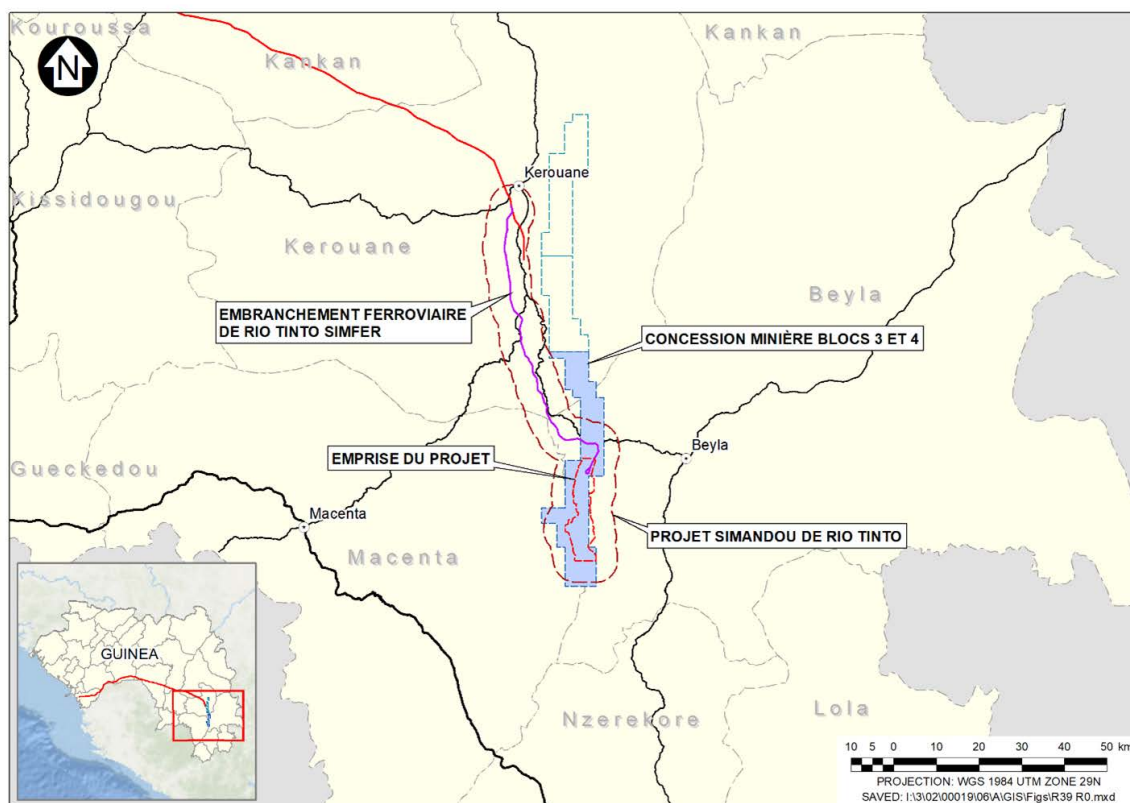 Kouroussa
N
Kankan
Kankan
Kerouane
Kissidougou
Kerouane
Beyla
EMBRANCHEMENT FERROVIAIRE
DE RIO TINTO SIMFER
CONCESSION MINIÈRE BLOCS 3 ET 4
Gueckedou
EMPRISE DU PROJET
Beyla
Macenta
PROJET SIMANDOU DE RIO TINTO
Macenta
GUINEA
Nzerekore
Lola
10 5 0 10 20 30 40 50 km
PROJECTION: WGS 1984 UTM ZONE 29N
SAVED: I:\3\02\00019\06\A\GIS\Figs\R39 R0.mxd